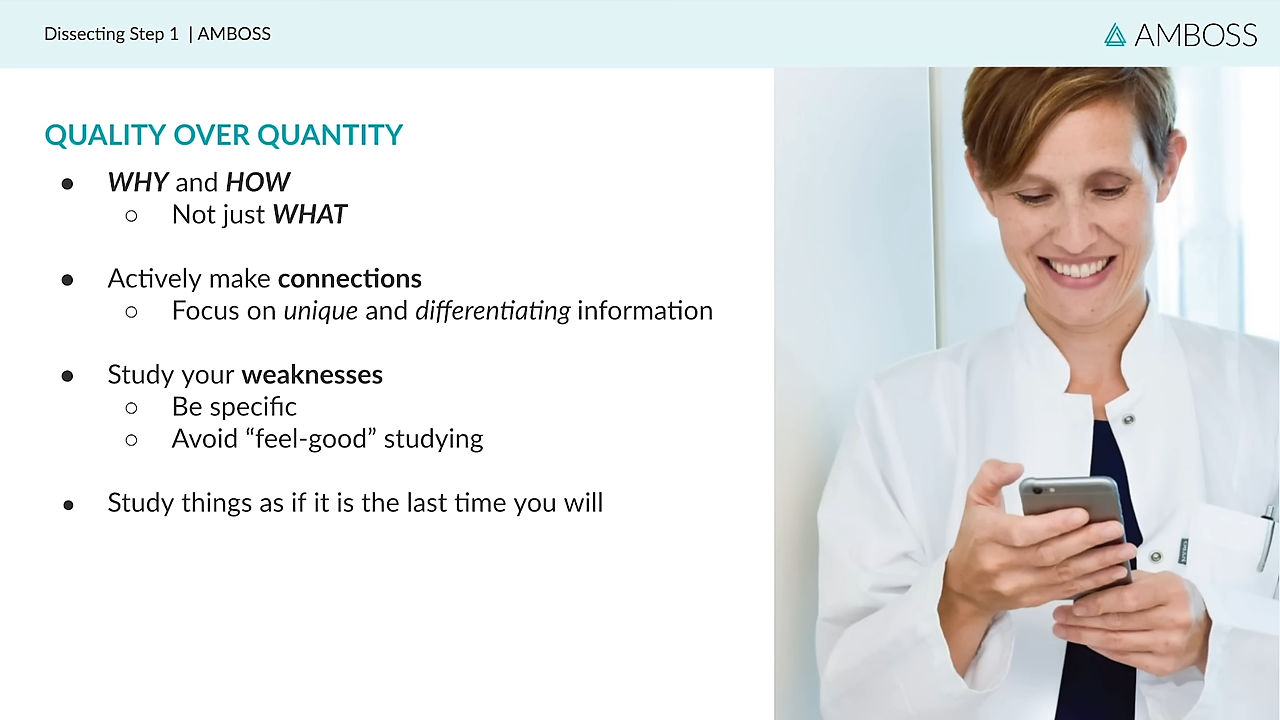 Dissecting Step 1 | AMBOSS
AMBOSS
QUALITY OVER QUANTITY
● WHY and HOW
○ Not just WHAT
● Actively make connections
○ Focus on unique and differentiating information
● Study your weaknesses
○ Be specific
○ Avoid “feel-good” studying
● Study things as if it is the last time you will